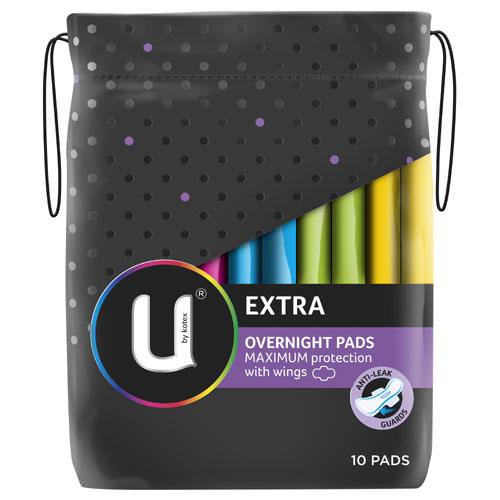 U®
by kotex
EXTRA
OVERNIGHT PADS
MAXIMUM protection
with wings
ANTI-LEAK
GUARDS
10 PADS